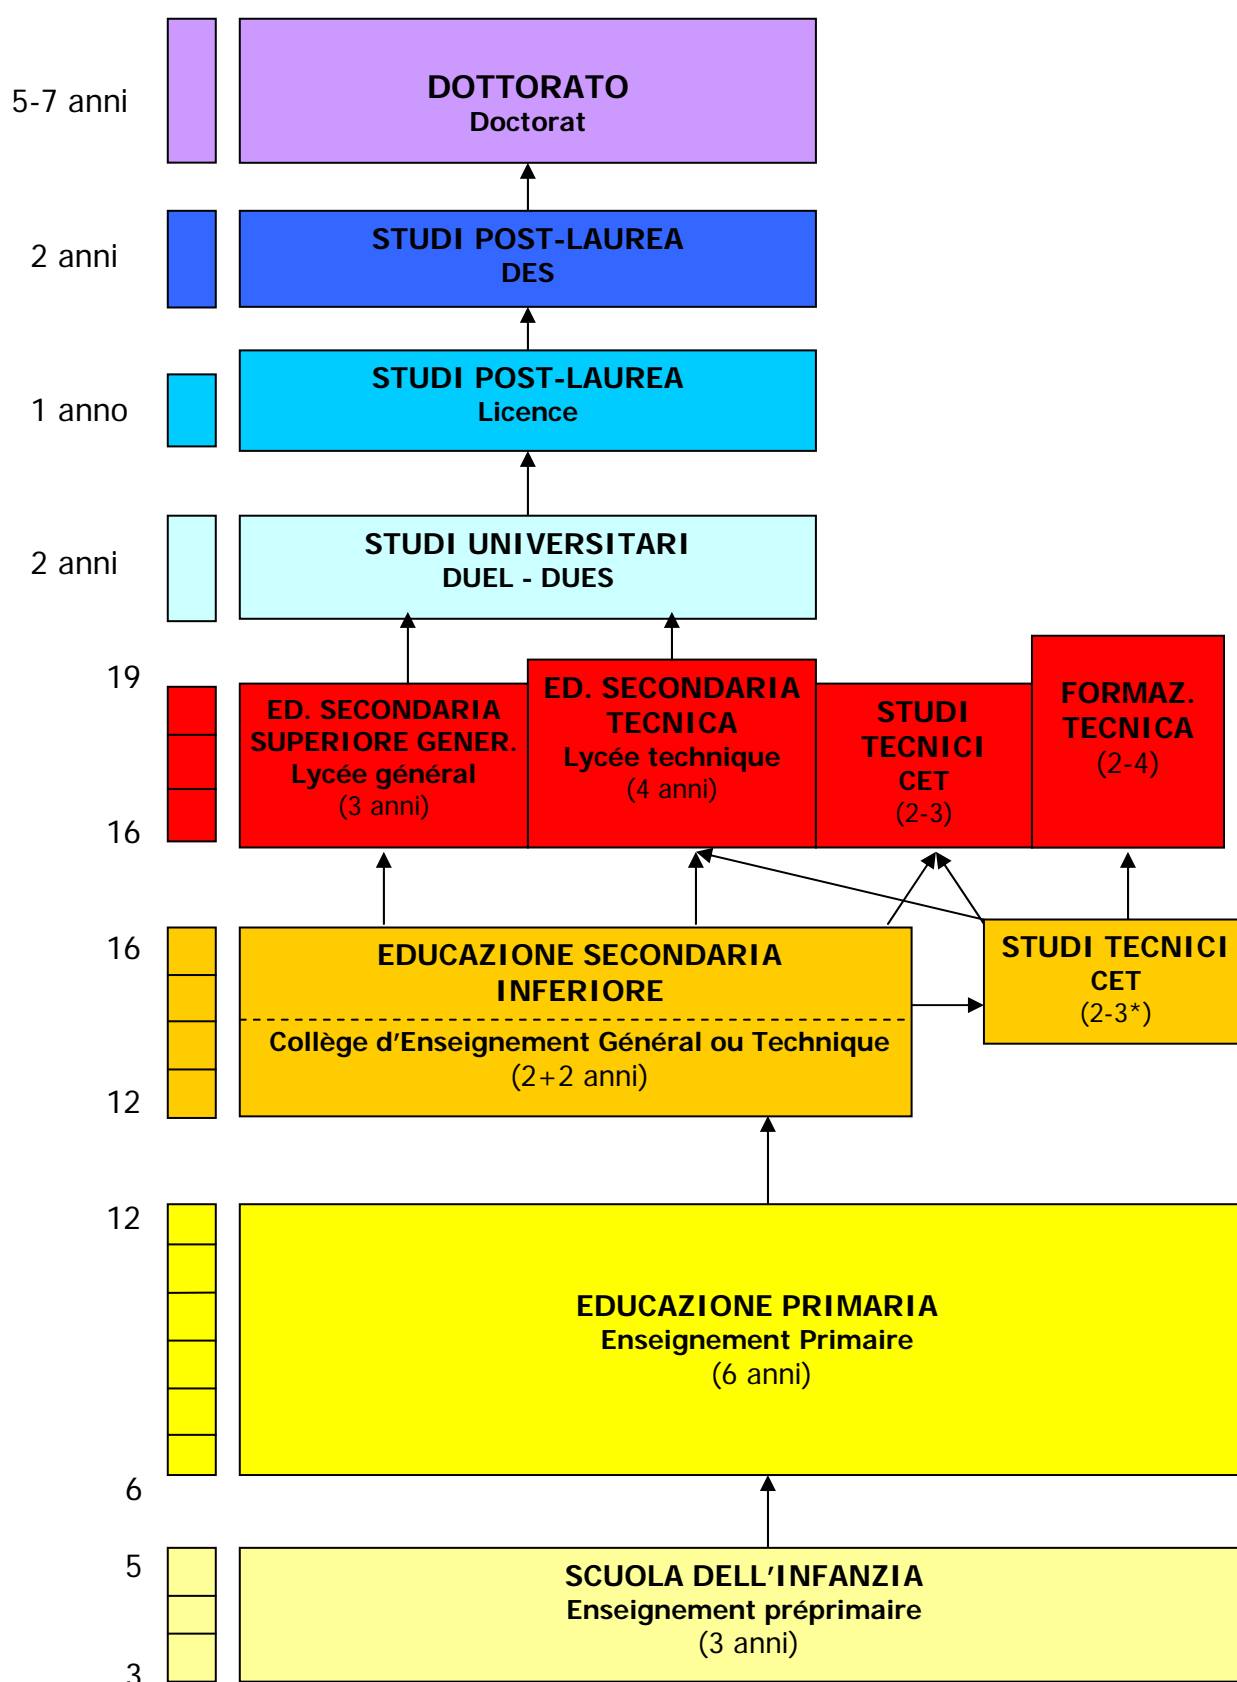 5-7 anni
DOTTORATO
Doctorat
2 anni
STUDI POST-LAUREA
DES
1 anno
STUDI POST-LAUREA
Licence
2 anni
STUDI UNIVERSITARI
DUEL - DUES
19
16
ED. SECONDARIA
SUPERIORE GENER.
Lycée général
(3 anni)
ED. SECONDARIA
TECNICA
Lycée technique
(4 anni)
STUDI
TECNICI
CET
(2-3)
FORMAZ.
TECNICA
(2-4)
16
12
EDUCAZIONE SECONDARIA
INFERIORE
Collège d'Enseignement Général ou Technique
(2+2 anni)
STUDI TECNICI
CET
(2-3*)
12
6
EDUCAZIONE PRIMARIA
Enseignement Primaire
(6 anni)
5
3
SCUOLA DELL’INFANZIA
Enseignement préprimaire
(3 anni)